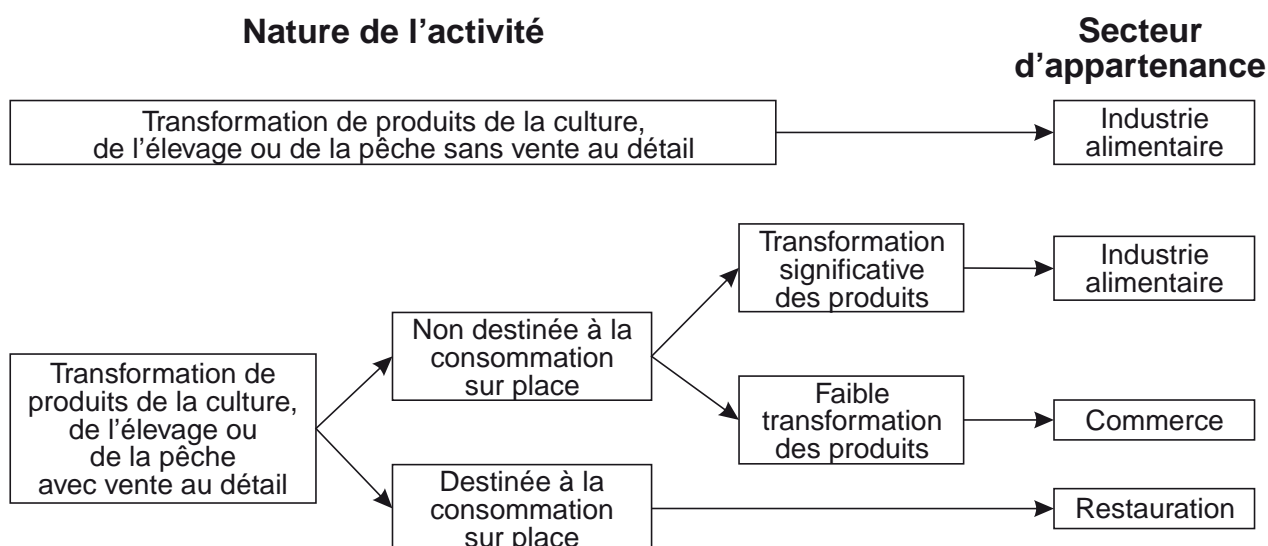 Nature de l'activité
Secteur
d'appartenance
Transformation de produits de la culture,
de l'élevage ou de la pêche sans vente au détail
Industrie
alimentaire
Transformation
significative
des produits
Industrie
alimentaire
Non destinée à la
consommation
sur place
Transformation de
produits de la culture,
de l'élevage ou
de la pêche
avec vente au détail
Faible
transformation
des produits
Commerce
Destinée à la
consommation
sur place
Restauration